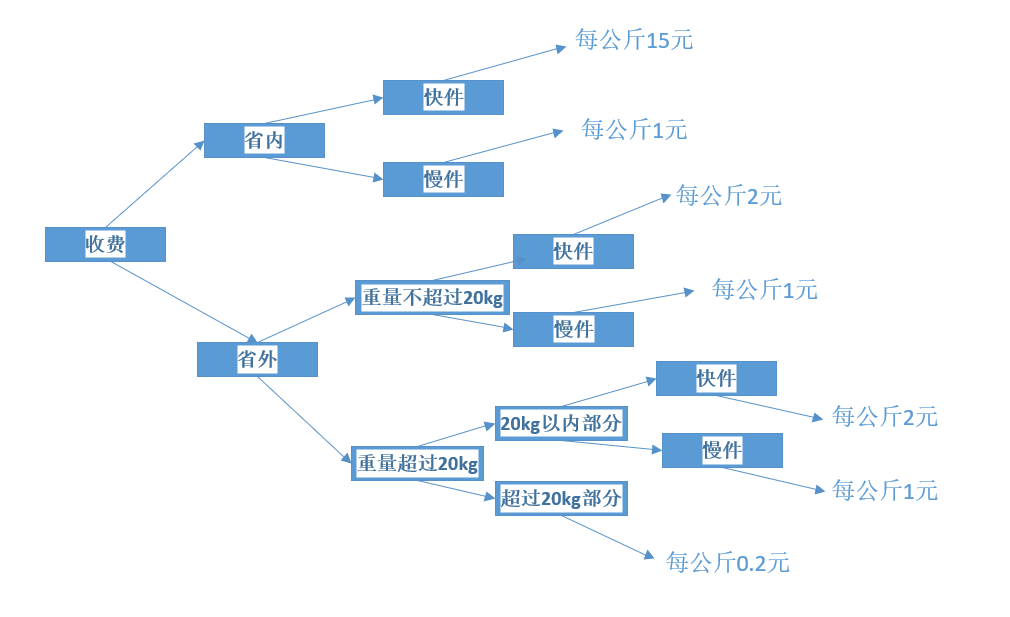 每公斤15元
快件
省内
每公斤1元
慢件
每公斤2元
收费
快件
重量不超过20kg
每公斤1元
慢件
省外
快件
每公斤2元
20kg以内部分
慢件
重量超过20kg
每公斤1元
超过20kg部分
每公斤0.2元